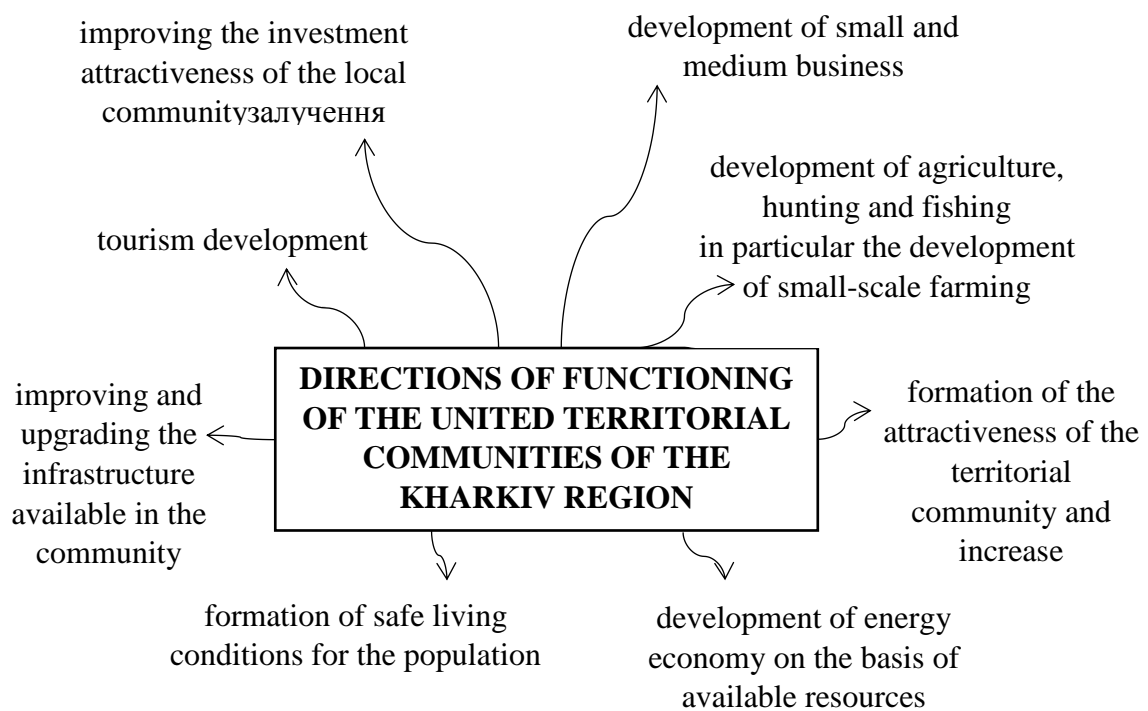 improving the investment
attractiveness of the local
communityзалучення
development of small and
medium business
tourism development
development of agriculture,
hunting and fishing
in particular the development
of small-scale farming
DIRECTIONS OF FUNCTIONING
OF THE UNITED TERRITORIAL
COMMUNITIES OF THE
KHARKIV REGION
improving and
upgrading the
infrastructure
available in the
community
formation of the
attractiveness of the
territorial
community and
increase
formation of safe living
conditions for the population
development of energy
economy on the basis of
available resources